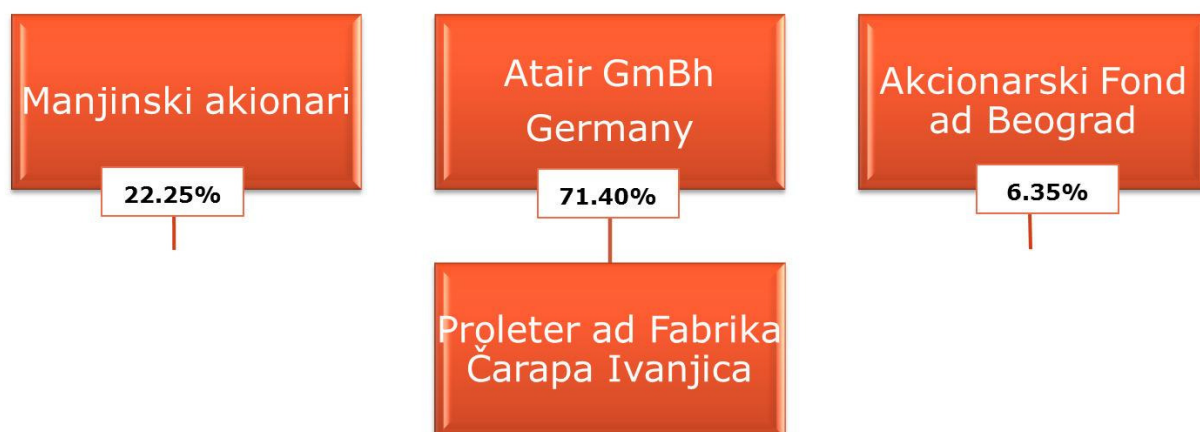 Manjinski akionari
22.25%
Atair GmBh
Germany
71.40%
Akcionarski Fond
ad Beograd
6.35%
Proleter ad Fabrika
Čarapa Ivanjica